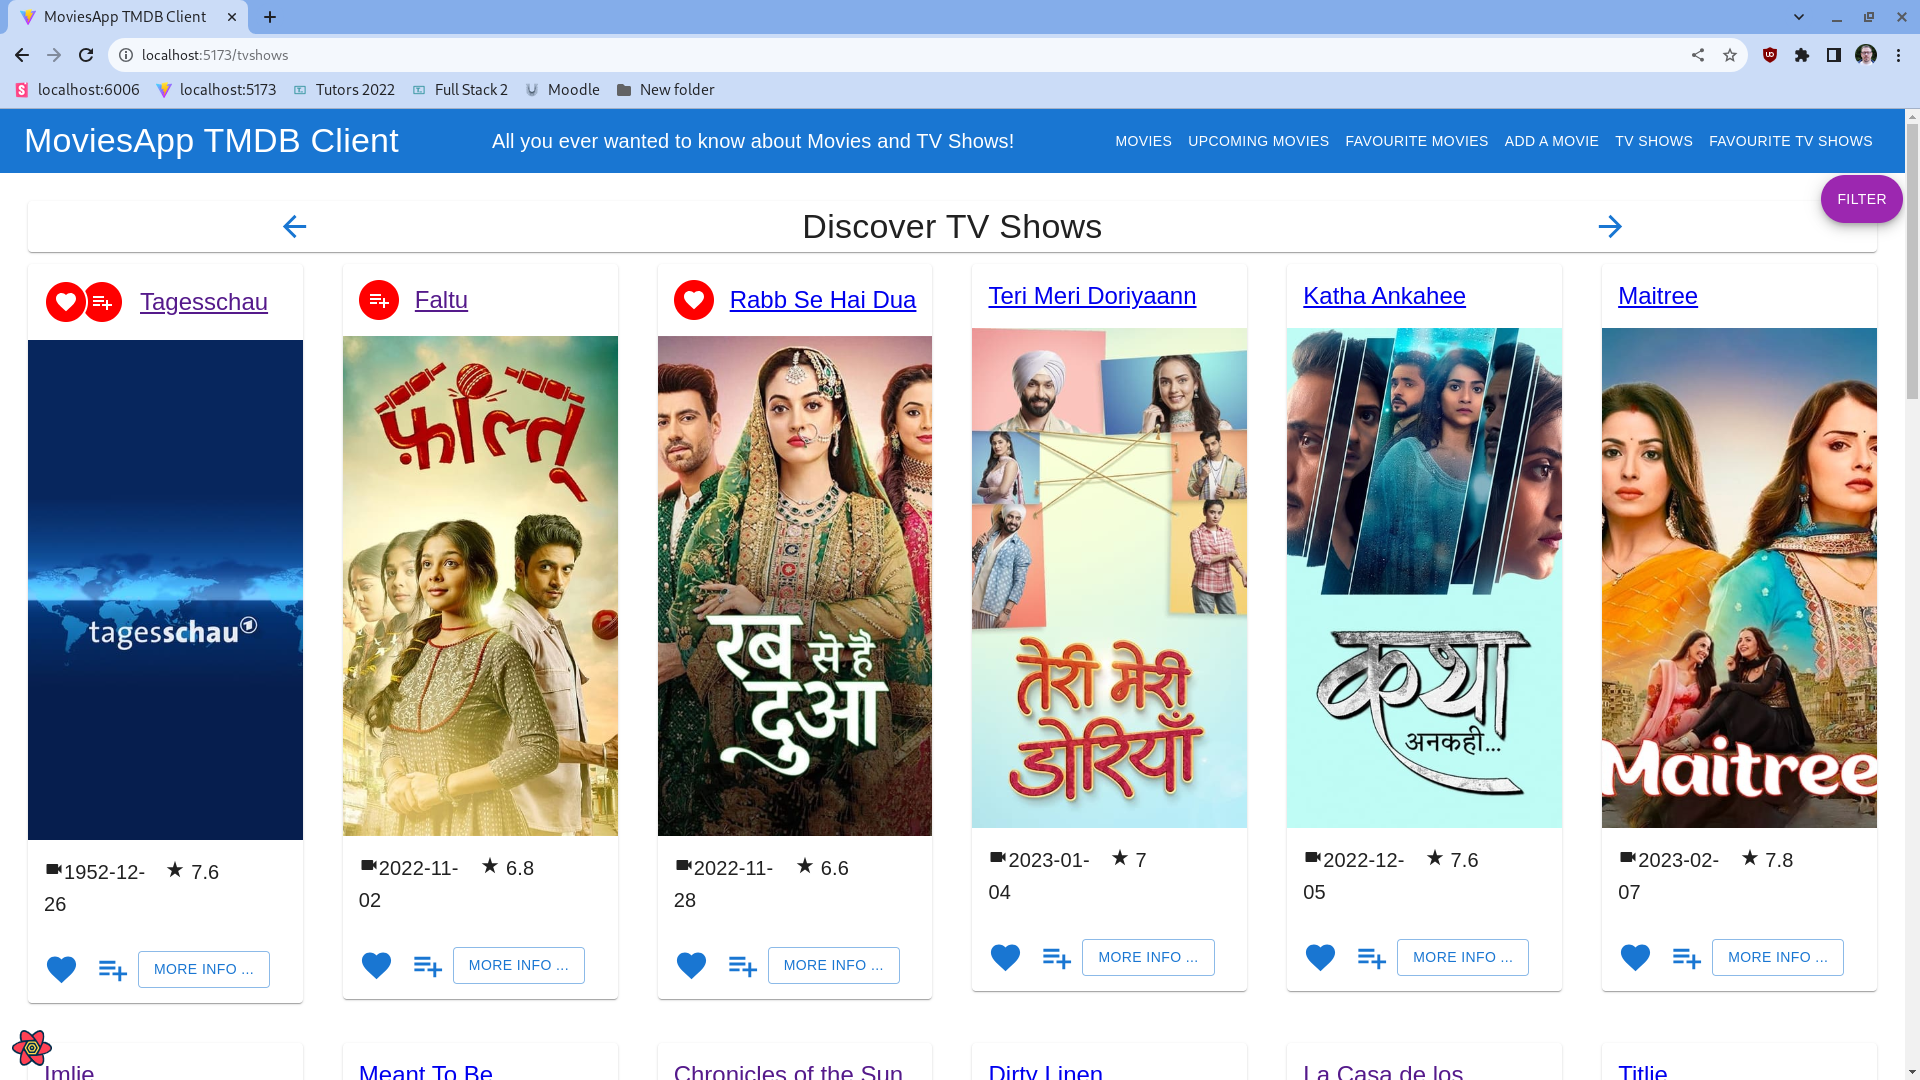 MoviesApp TMDB Client
localhost:5173/tvshows
localhost:6006 localhost:5173 Tutors 2022 Full Stack 2 Moodle New folder
MoviesApp TMDB Client
All you ever wanted to know about Movies and TV Shows!
MOVIES UPCOMING MOVIES FAVOURITE MOVIES ADD A MOVIE TV SHOWS FAVOURITE TV SHOWS
FILTER
Discover TV Shows
Tagesschau
tagesschau
1952-12-
26
7.6
MORE INFO ...
Faltu
फ़ालतू
2022-11-
02
6.8
MORE INFO ...
Rabb Se Hai Dua
रब से है
दुआ
2022-11-
28
6.6
MORE INFO ...
Teri Meri Doriyaann
तेरी मेरी
डोरियाँ
2023-01-
04
7
MORE INFO ...
Katha Ankahee
कथा
अनकही...
2022-12-
05
7.6
MORE INFO ...
Maitree
Maitree
2023-02-
07
7.8
MORE INFO ...
Imlie
Meant To Be
Chronicles of the Sun
Dirty Linen
La Casa de los
Titlie